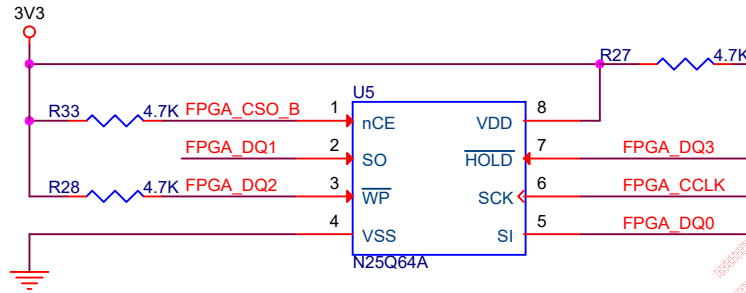 3V3
R27 4.7K
U5
R33 4.7K FPGA_CSO_B 1 nCE VDD 8
FPGA_DQ1 2 SO HOLD 7 FPGA_DQ3
R28 4.7K FPGA_DQ2 3 WP SCK 6 FPGA_CCLK
4 VSS SI 5 FPGA_DQ0
N25Q64A